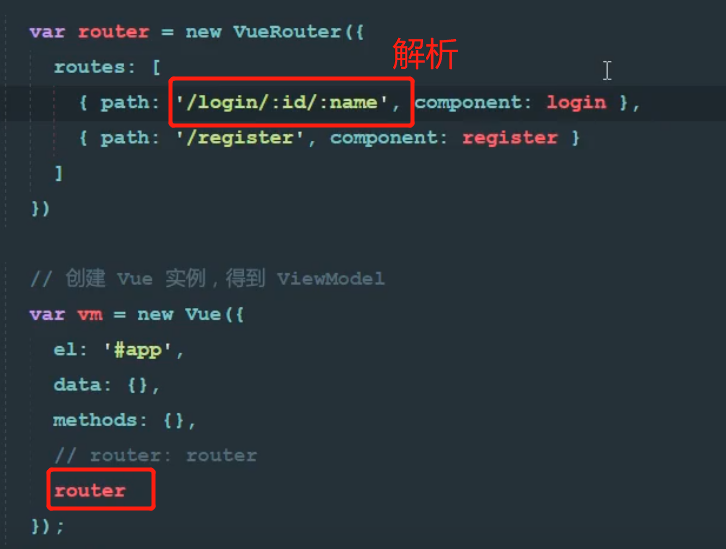 var router = new VueRouter({
解析
routes: [
{ path: '/login/:id/:name', component: login },
{ path: '/register', component: register }
]
})
// 创建 Vue 实例，得到 ViewModel
var vm = new Vue({
el: '#app',
data: {},
methods: {},
// router: router
router
});